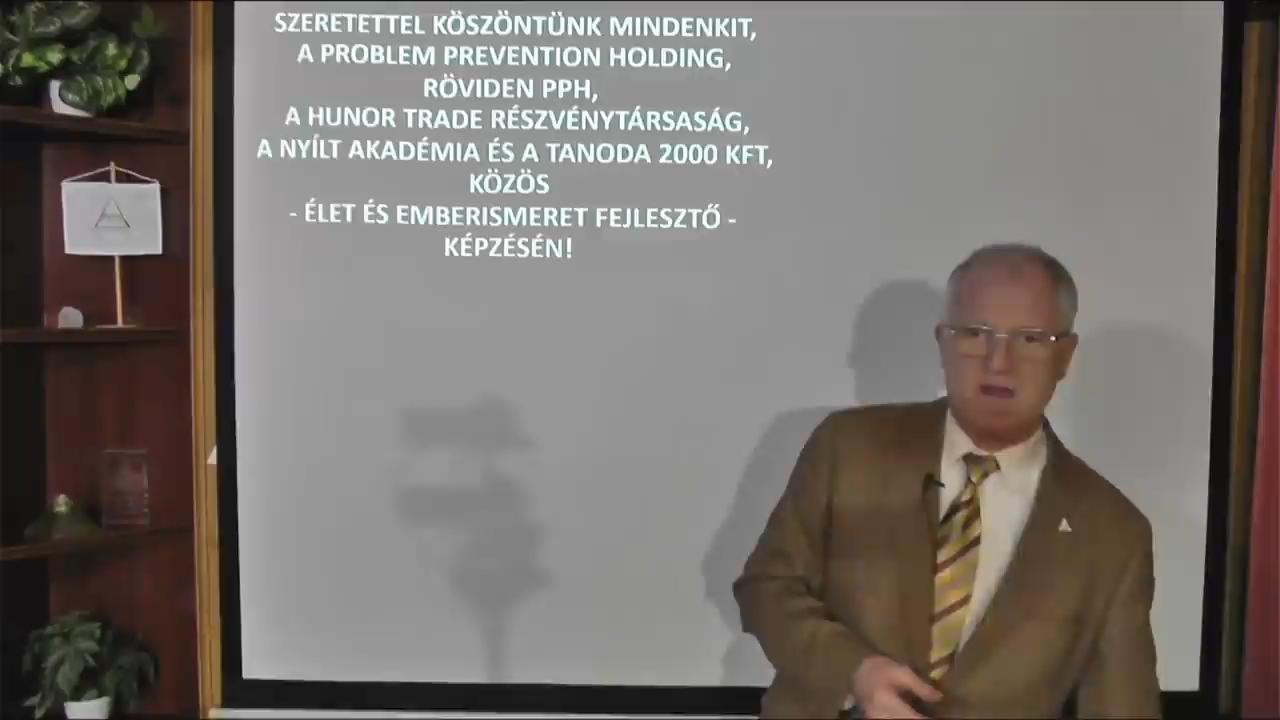 SZERETETTEL KÖSZÖNTÜNK MINDENKIT,
A PROBLEM PREVENTION HOLDING,
RÖVIDEN PPH,
A HUNOR TRADE RÉSZVÉNYTÁRSASÁG,
A NYÍLT AKADÉMIA ÉS A TANODA 2000 KFT,
KÖZÖS
- ÉLET ÉS EMBERISMERET FEJLESZTŐ -
KÉPZÉSÉN!